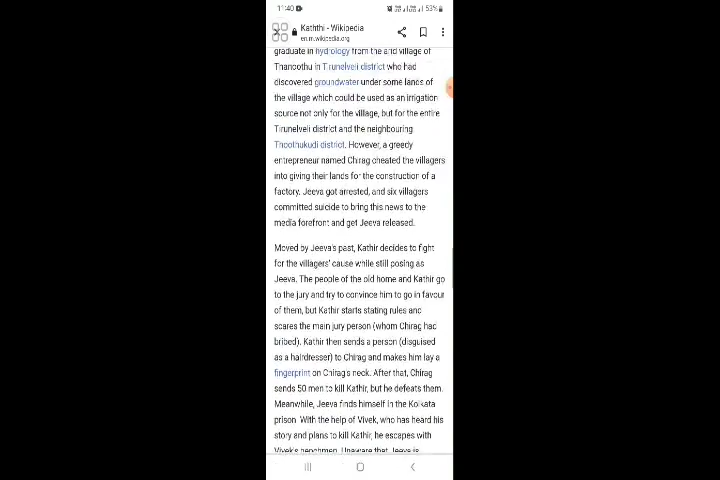 11:40
53%
Kaththi - Wikipedia
en.m.wikipedia.org
graduate in hydrology from the arid village of
Thanoothu in Tirunelveli district who had
discovered groundwater under some lands of
the village which could be used as an irrigation
source not only for the village, but for the entire
Tirunelveli district and the neighbouring
Thoothukudi district. However, a greedy
entrepreneur named Chirag cheated the villagers
into giving their lands for the construction of a
factory. Jeeva got arrested, and six villagers
committed suicide to bring this news to the
media forefront and get Jeeva released.
Moved by Jeeva's past, Kathir decides to fight
for the villagers' cause while still posing as
Jeeva. The people of the old home and Kathir go
to the jury and try to convince him to go in favour
of them, but Kathir starts stating rules and
scares the main jury person (whom Chirag had
bribed). Kathir then sends a person (disguised
as a hairdresser) to Chirag and makes him lay a
fingerprint on Chirag's neck. After that, Chirag
sends 50 men to kill Kathir, but he defeats them.
Meanwhile, Jeeva finds himself in the Kolkata
prison. With the help of Vivek, who has heard his
story and plans to kill Kathir, he escapes with
Vivek's henchmen. Unaware that Jeeva is